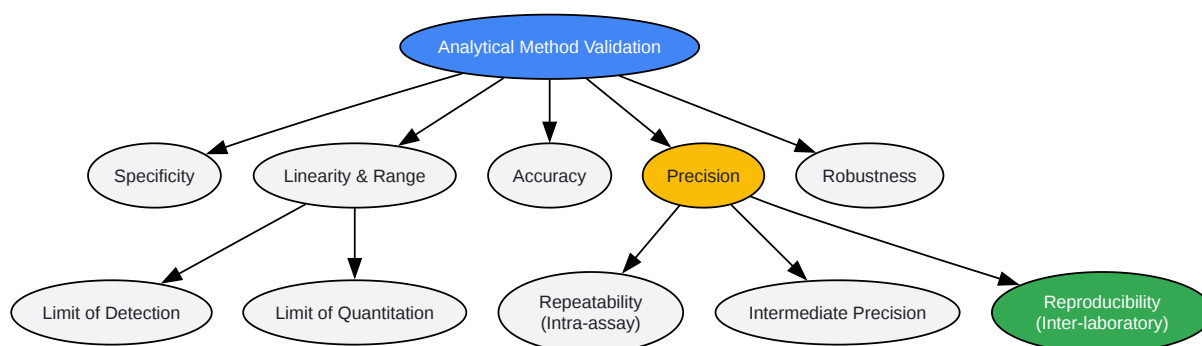 Analytical Method Validation
Specificity
Linearity & Range
Accuracy
Precision
Robustness
Limit of Detection
Limit of Quantitation
Repeatability
(Intra-assay)
Intermediate Precision
Reproducibility
(Inter-laboratory)